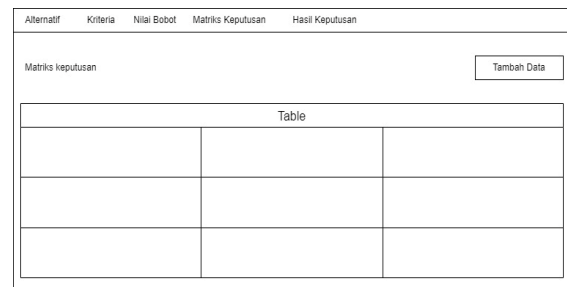 Alternatif Kriteria Nilai Bobot Matriks Keputusan Hasil Keputusan
Matriks keputusan Tambah Data
Table